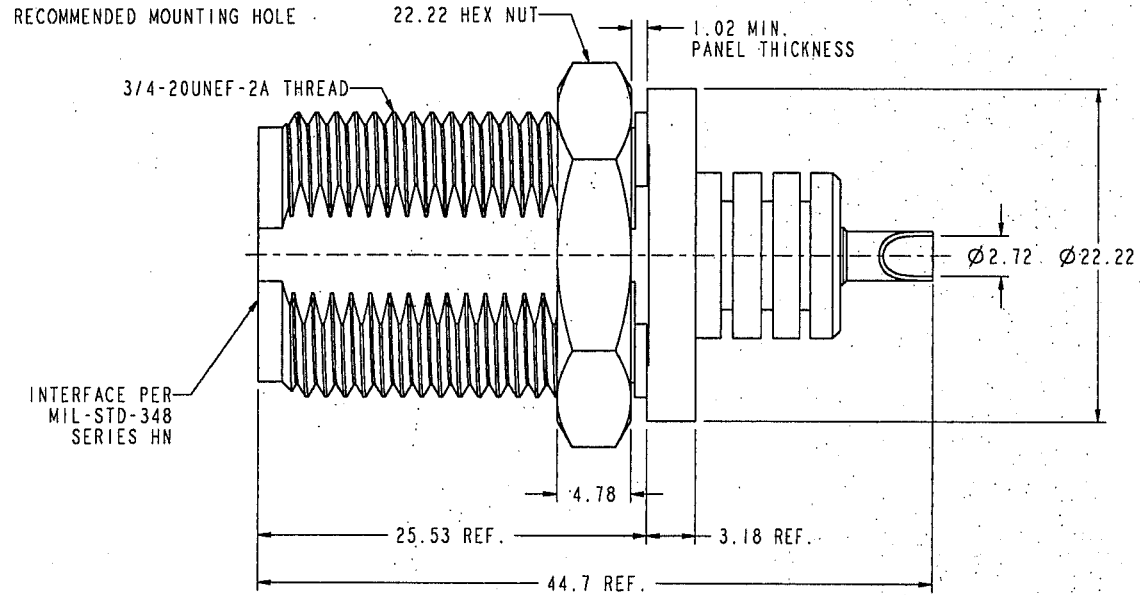 RECOMMENDED MOUNTING HOLE
22.22 HEX NUT
1.02 MIN.
PANEL THICKNESS
3/4-20UNEF-2A THREAD
Ø2.72
Ø22.22
INTERFACE PER
MIL-STD-348
SERIES HN
4.78
25.53 REF.
3.18 REF.
44.7 REF.